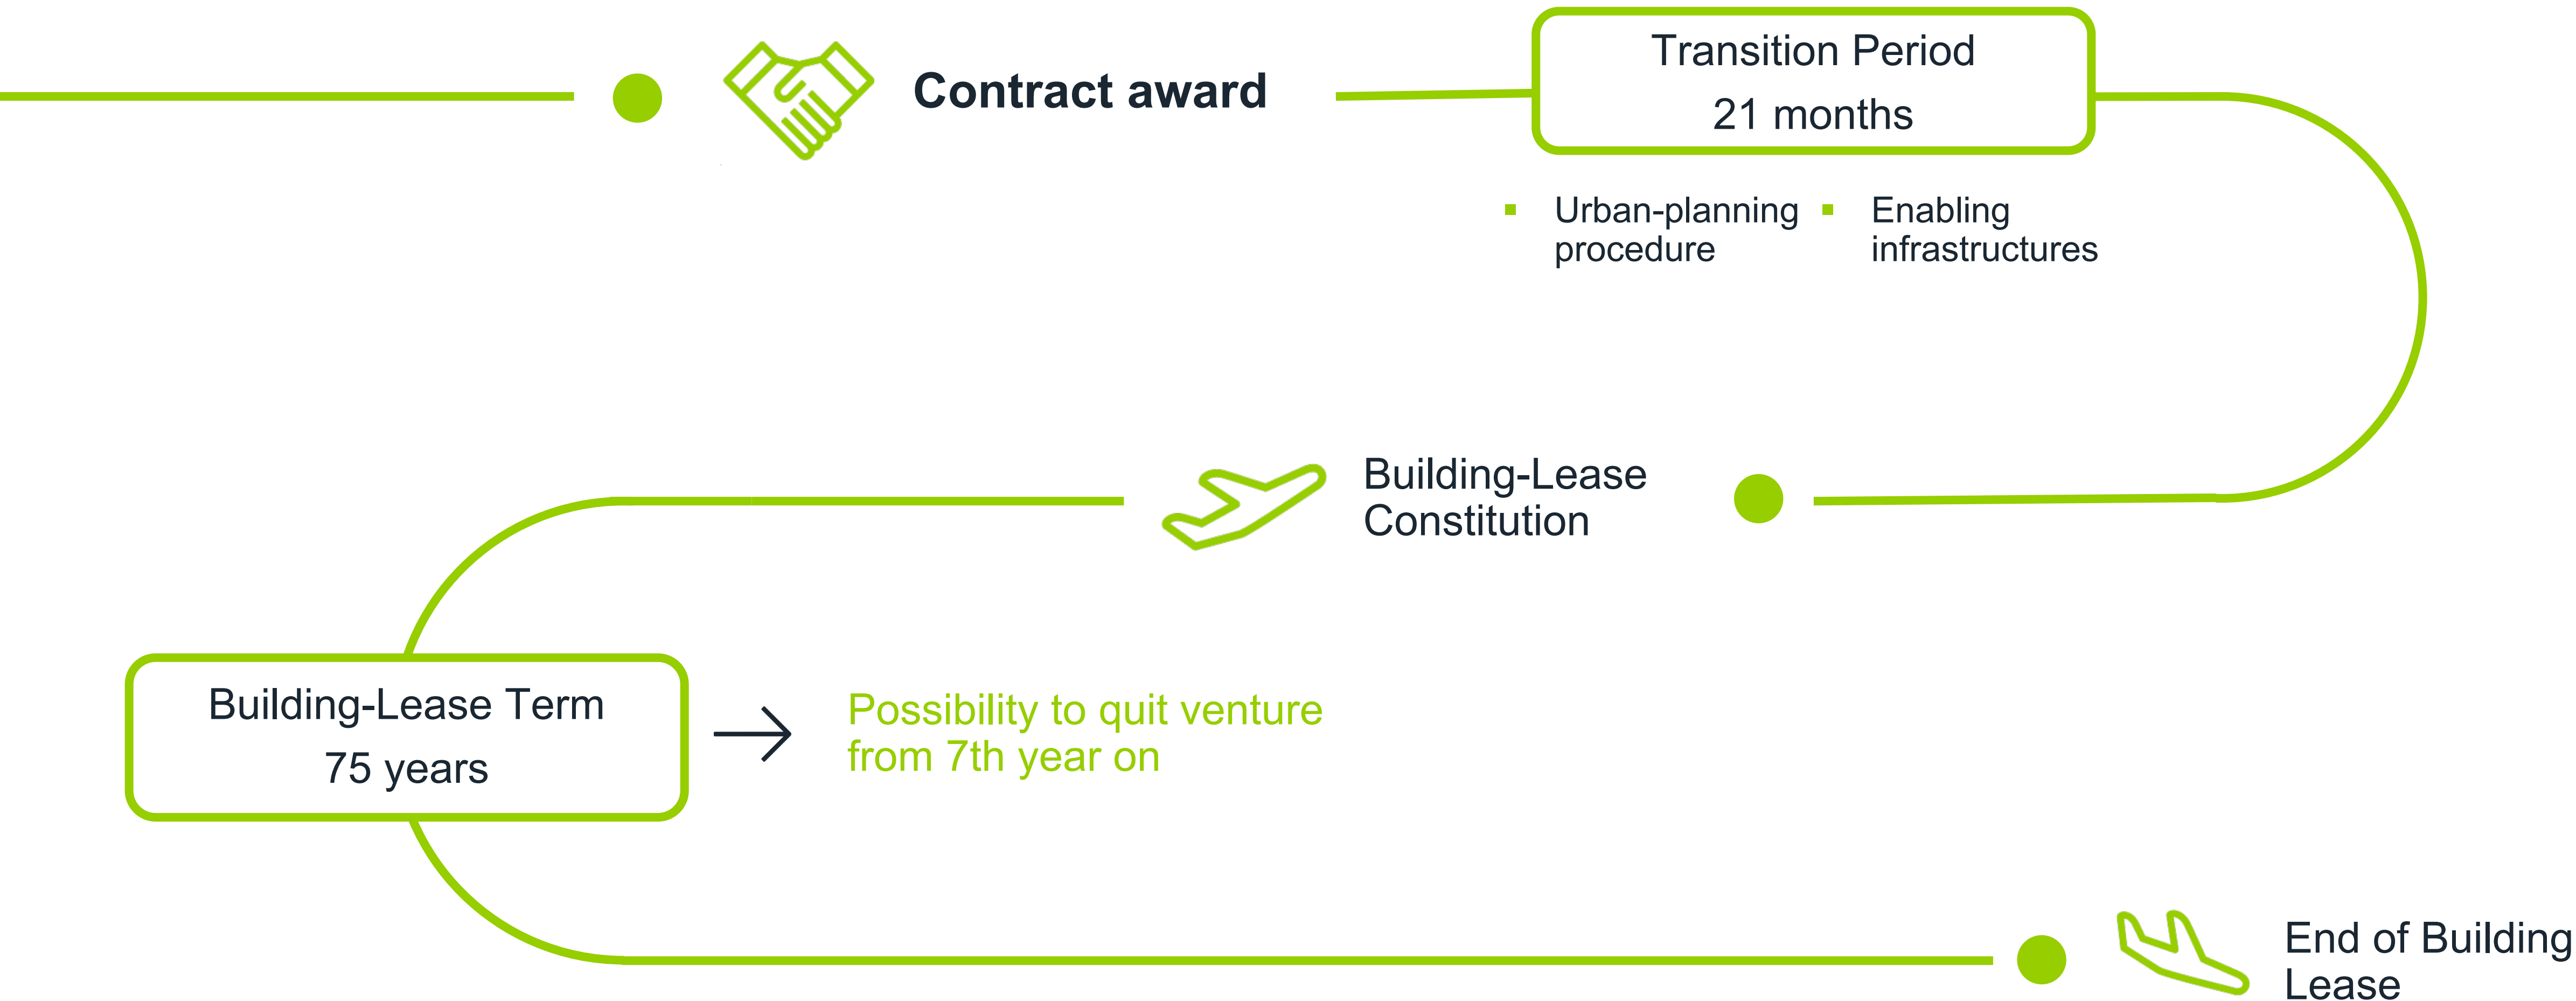 Contract award
Transition Period
21 months
Urban-planning
procedure
Enabling
infrastructures
Building-Lease
Constitution
Building-Lease Term
75 years
Possibility to quit venture
from 7th year on
End of Building
Lease